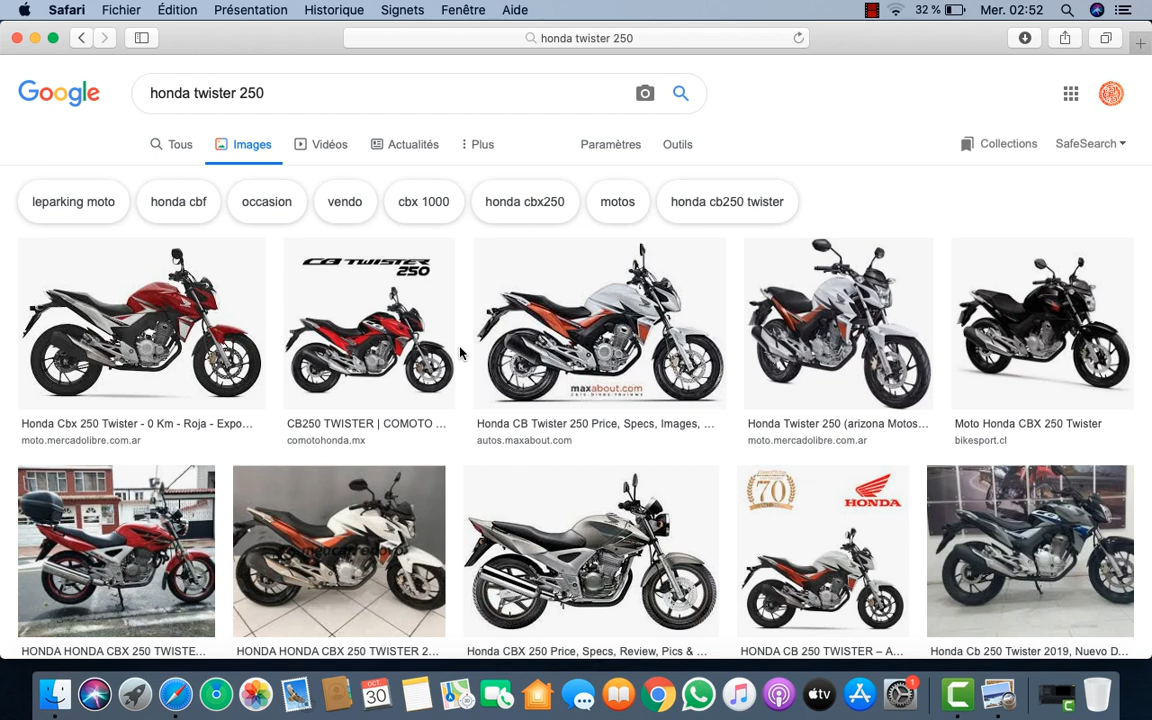 Safari Fichier Édition Présentation Historique Signets Fenêtre Aide 32 % Mer. 02:52
honda twister 250
Google honda twister 250
Tous Images Vidéos Actualités Plus Paramètres Outils Collections SafeSearch
leparking moto honda cbf occasion vendo cbx 1000 honda cbx250 motos honda cb250 twister
CB TWISTER 250
maxabout.com
Honda Cbx 250 Twister - 0 Km - Roja - Expo...
moto.mercadolibre.com.ar
CB250 TWISTER | COMOTO ...
comotohonda.mx
Honda CB Twister 250 Price, Specs, Images, ...
autos.maxabout.com
Honda Twister 250 (arizona Motos...
moto.mercadolibre.com.ar
Moto Honda CBX 250 Twister
bikesport.cl
70
HONDA
HONDA HONDA CBX 250 TWISTE...
HONDA HONDA CBX 250 TWISTER 2...
Honda CBX 250 Price, Specs, Review, Pics & ...
HONDA CB 250 TWISTER – A...
Honda Cb 250 Twister 2019, Nuevo D...
OCT.
30
tv
1